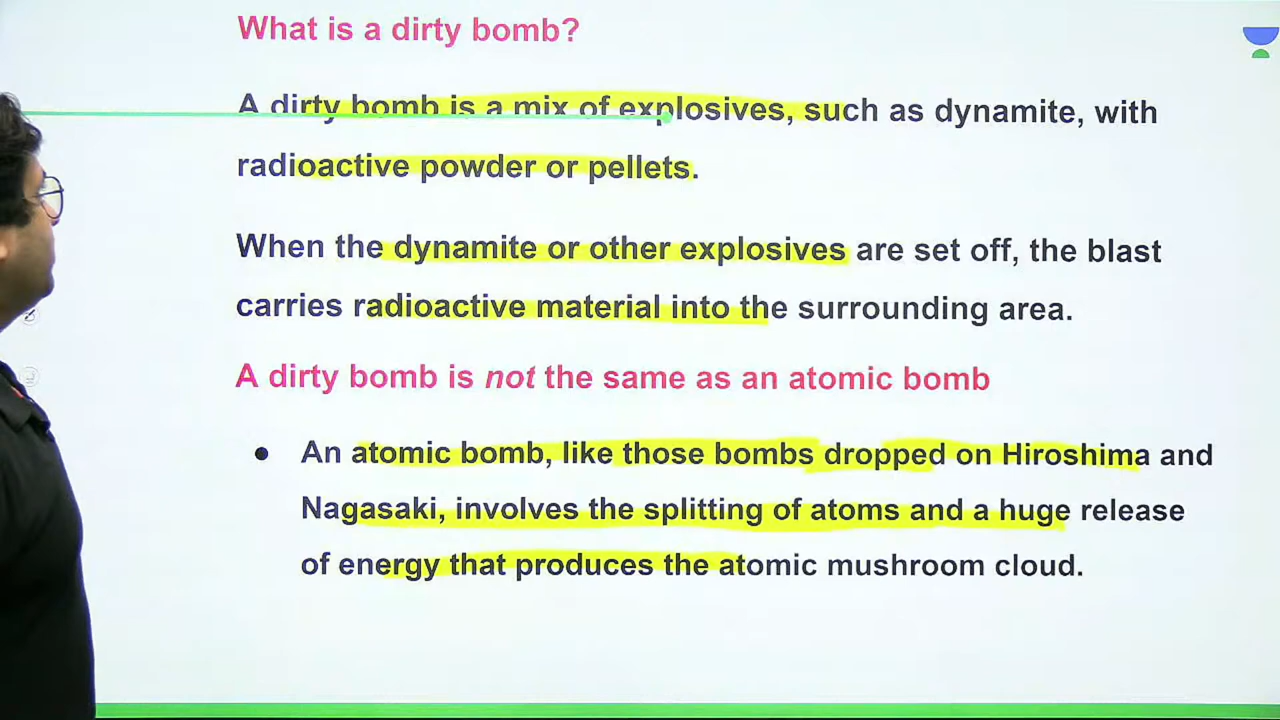 What is a dirty bomb?
A dirty bomb is a mix of explosives, such as dynamite, with
radioactive powder or pellets.
When the dynamite or other explosives are set off, the blast
carries radioactive material into the surrounding area.
A dirty bomb is not the same as an atomic bomb
● An atomic bomb, like those bombs dropped on Hiroshima and
Nagasaki, involves the splitting of atoms and a huge release
of energy that produces the atomic mushroom cloud.